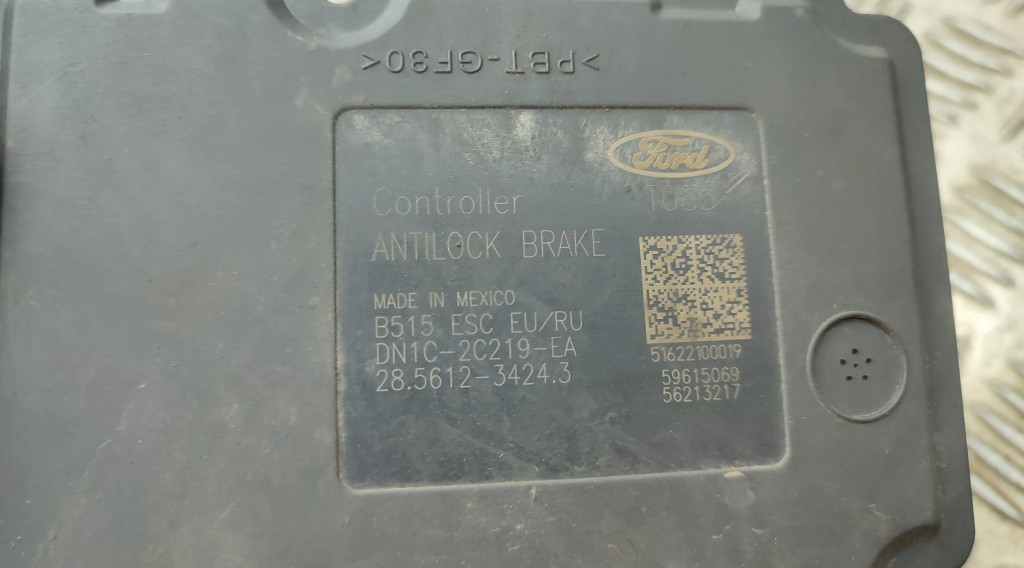 >PBT-GF30<
Ford
Controller
ANTILOCK BRAKE
MADE IN MEXICO
B515 ESC EU/RU
DN1C-2C219-EA
28.5612-3424.3
51622100019
59615069
56213217